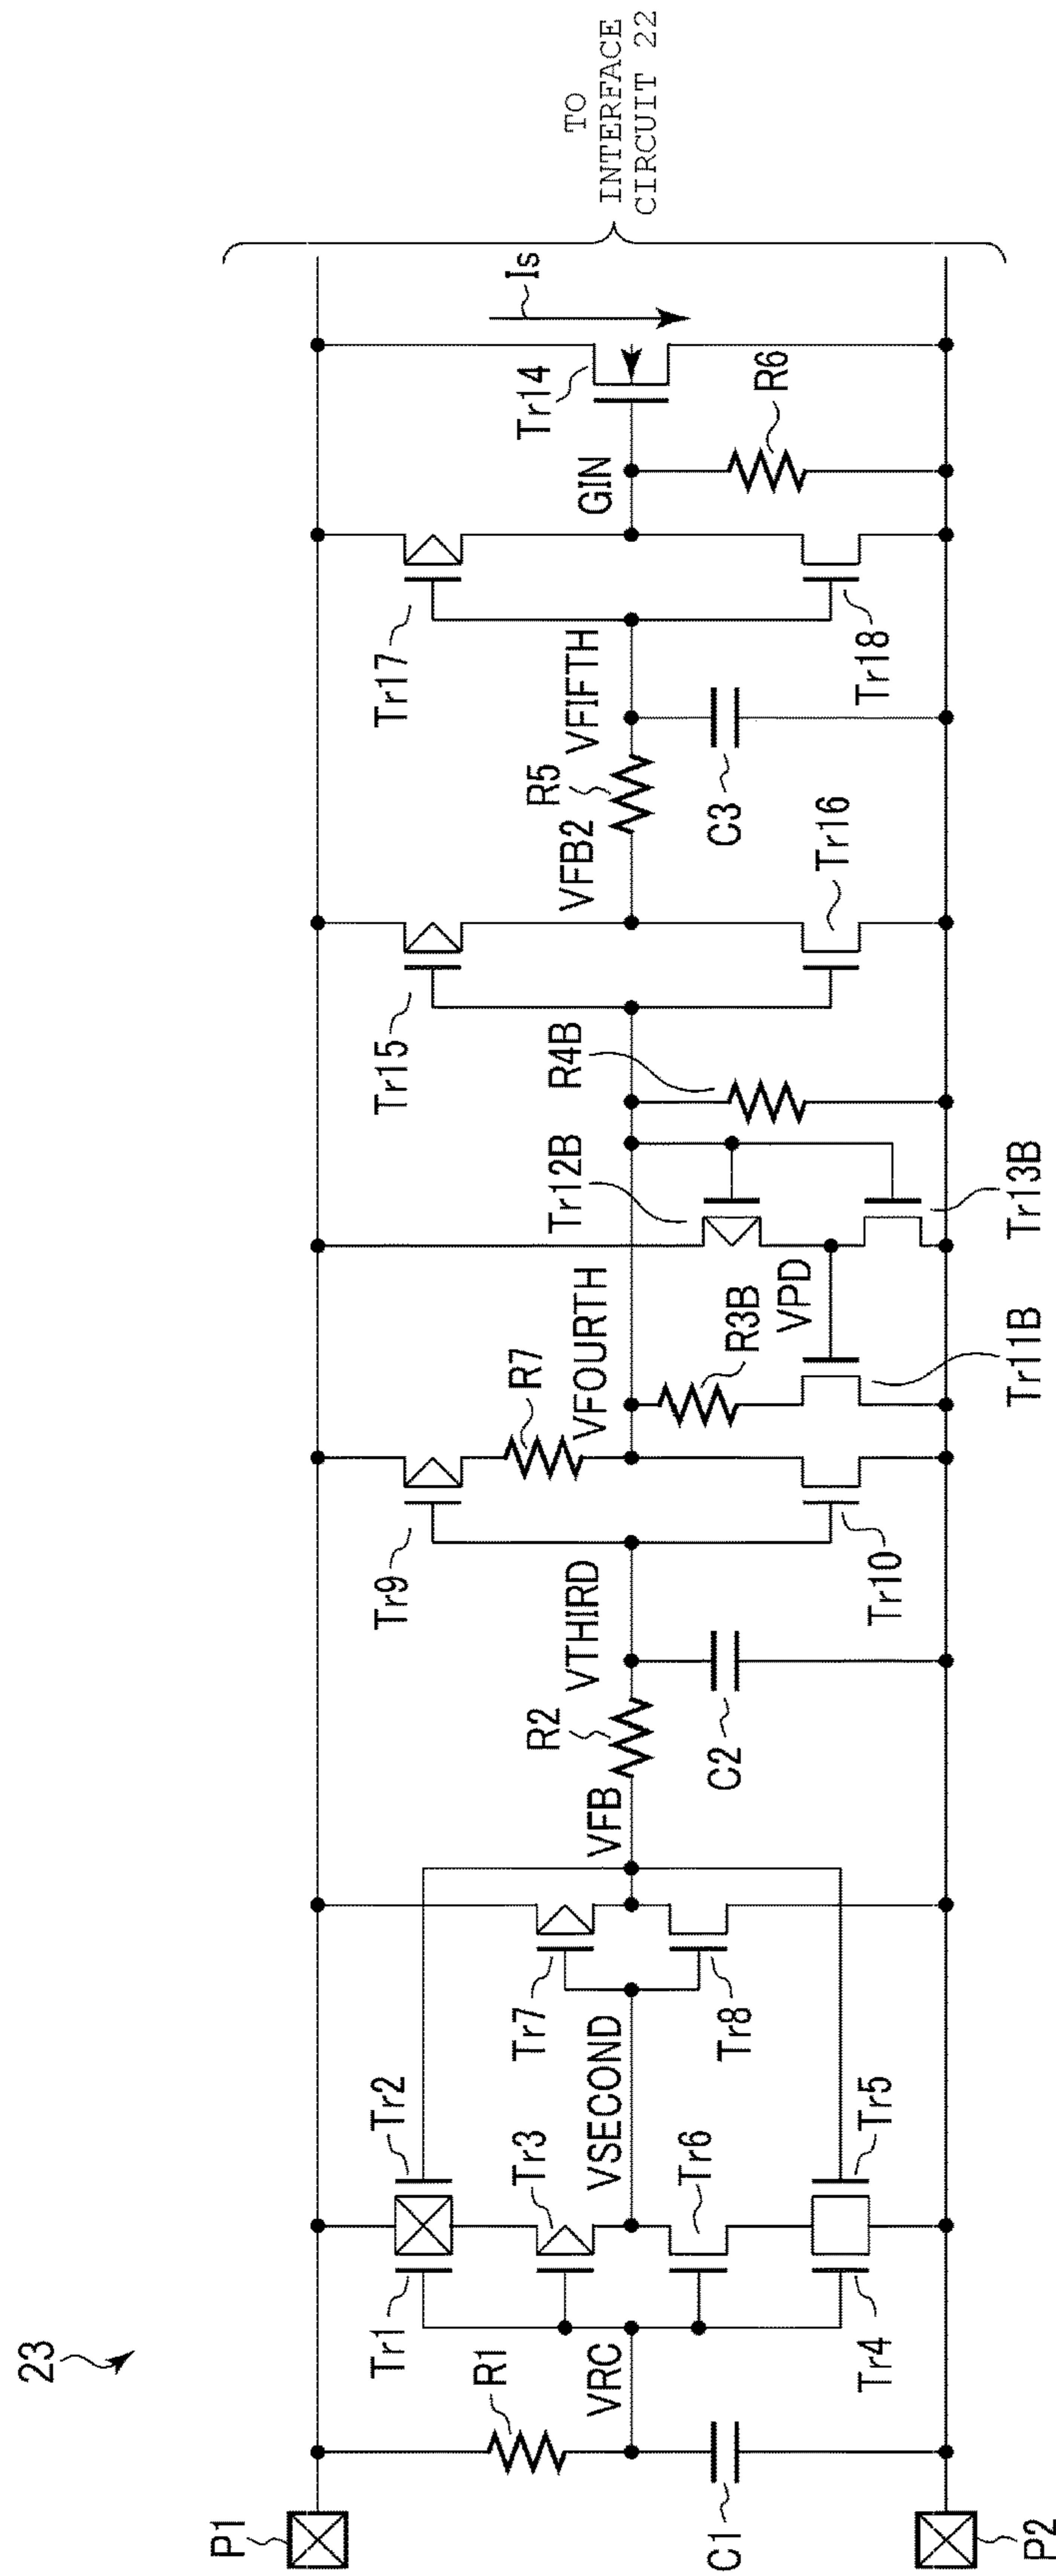 23
P1
P2
R1
C1
VRC
Tr1
Tr2
Tr3
VSECOND
Tr6
Tr4
Tr5
Tr7
Tr8
VFB
R2
VTHIRD
C2
Tr9
R7
VFOURTH
Tr10
R3B
VPD
Tr11B
Tr12B
Tr13B
R4B
Tr15
Tr16
VFB2
R5
VFIFTH
C3
Tr17
Tr18
GIN
R6
Tr14
Is
TO
INTERFACE
CIRCUIT 22